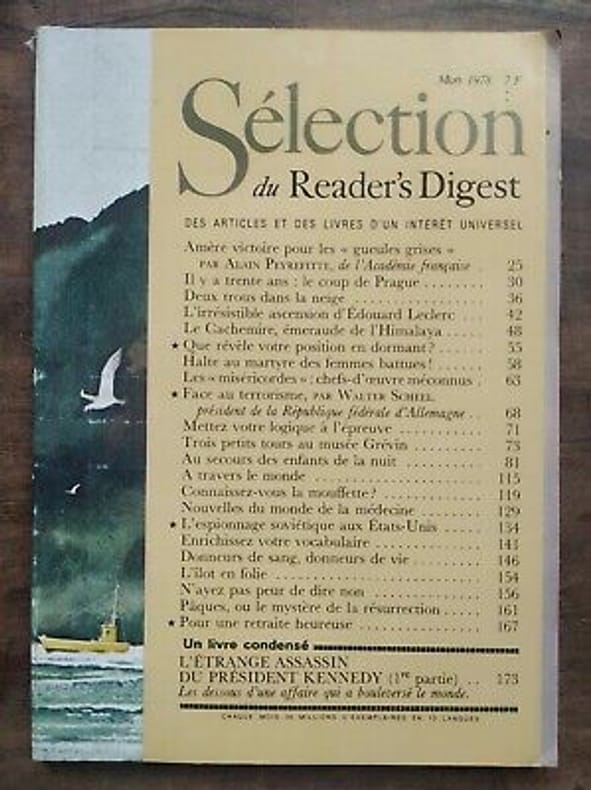 Mars 1978 7 F
Sélection
du Reader's Digest
DES ARTICLES ET DES LIVRES D'UN INTÉRÊT UNIVERSEL
Amère victoire pour les « gueules grises »
PAR ALAIN PEYREFITTE, de l'Académie française . 25
Il y a trente ans : le coup de Prague ........ 30
Deux trous dans la neige ................ 36
L'irrésistible ascension d'Édouard Leclerc ... 42
Le Cachemire, émeraude de l'Himalaya ..... 48
★ Que révèle votre position en dormant ? ..... 55
Halte au martyre des femmes battues ! ...... 58
Les « miséricordes » : chefs-d'œuvre méconnus . 63
★ Face au terrorisme, PAR WALTER SCHEEL
président de la République fédérale d'Allemagne .. 68
Mettez votre logique à l'épreuve ........... 71
Trois petits tours au musée Grévin ......... 73
Au secours des enfants de la nuit .......... 81
A travers le monde .................... 115
Connaissez-vous la mouffette ? ............. 119
Nouvelles du monde de la médecine ........ 129
★ L'espionnage soviétique aux États-Unis ..... 134
Enrichissez votre vocabulaire .............. 141
Donneurs de sang, donneurs de vie ......... 146
L'îlot en folie .......................... 154
N'ayez pas peur de dire non .............. 156
Pâques, ou le mystère de la résurrection ..... 161
★ Pour une retraite heureuse ............... 167
Un livre condensé
L'ÉTRANGE ASSASSIN
DU PRÉSIDENT KENNEDY (1re partie) .. 173
Les dessous d'une affaire qui a bouleversé le monde.
CHAQUE MOIS 30 MILLIONS D'EXEMPLAIRES EN 13 LANGUES